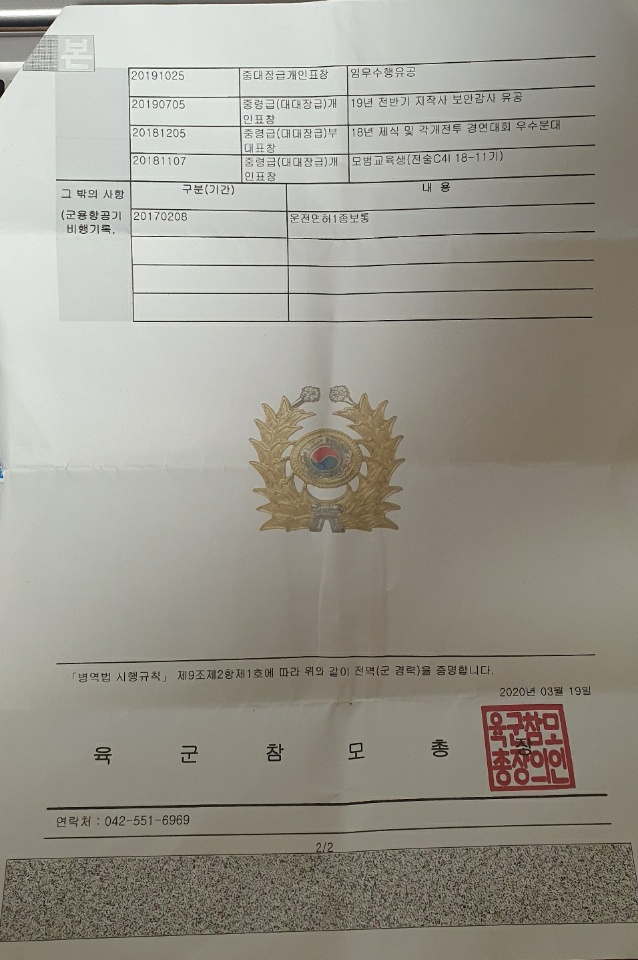 본
20191025 중대장급개인표창 임무수행유공
20190705 중령급(대대장급)개 19년 전반기 지작사 보안감사 유공
인표창
20181205 중령급(대대장급)부 18년 제식 및 각개전투 경연대회 우수분대
대표창
20181107 중령급(대대장급)개 모범교육생(전술C4I 18-11기)
인표창
그 밖의 사항 구분(기간) 내 용
(군용항공기 20170208 운전면허1종보통
비행기록,
「병역법 시행규칙」 제9조제2항제1호에 따라 위와 같이 전역(군 경력)을 증명합니다.
2020년 03월 19일
육 군 참 모 총 장
육군참모
총장의인
연락처 : 042-551-6969
2/2